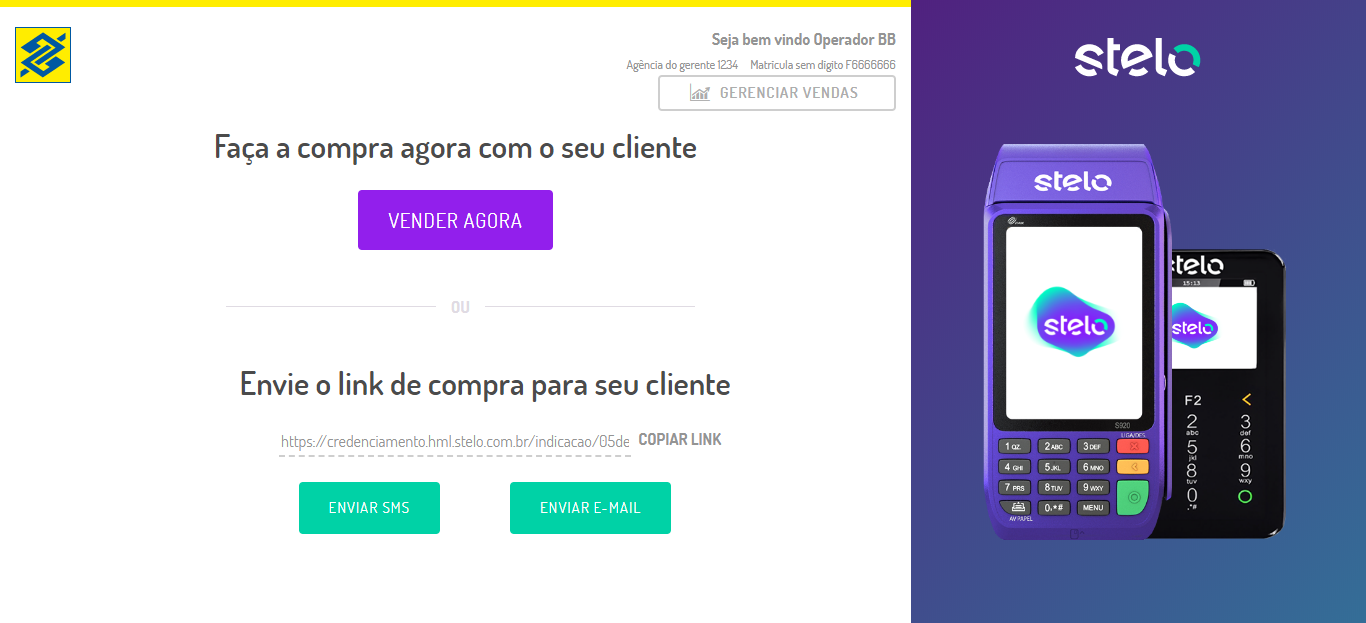 Seja bem vindo Operador BB
Agência do gerente 1234 Matrícula sem digito F6666666
GERENCIAR VENDAS
Faça a compra agora com o seu cliente
VENDER AGORA
OU
Envie o link de compra para seu cliente
https://credenciamento.hml.stelo.com.br/indicacao/05de
COPIAR LINK
ENVIAR SMS
ENVIAR E-MAIL
stelo
stelo
stelo
S920
LIGA/DES
1 QZ. 2 ABC 3 DEF
4 GHI 5 JKL 6 MNO
7 PRS 8 TUV 9 WXY
0,*# MENU
AV PAPEL
stelo
15:13
stelo
F2 <
2 abc 3 def
5 jkl 6 mno
8 tuv 9 wxy
0 .*#